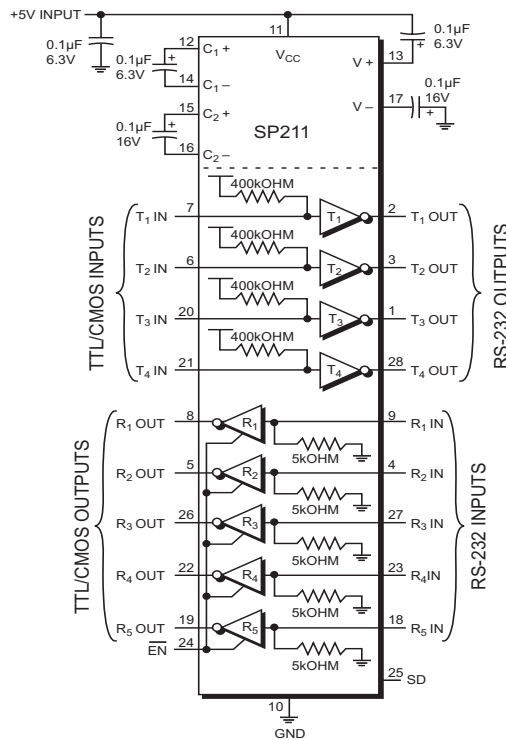 +5V INPUT
11
VCC
0.1µF
6.3V
0.1µF
6.3V
12
C1 +
0.1µF
6.3V
14
C1 –
V +
13
15
C2 +
0.1µF
16V
16
C2 –
V –
17
0.1µF
16V
SP211
TTL/CMOS INPUTS
RS-232 OUTPUTS
400kOHM
T1 IN
7
T1
2
T1 OUT
400kOHM
T2 IN
6
T2
3
T2 OUT
400kOHM
T3 IN
20
T3
1
T3 OUT
400kOHM
T4 IN
21
T4
28
T4 OUT
TTL/CMOS OUTPUTS
RS-232 INPUTS
R1 OUT
8
R1
9
R1 IN
5kOHM
R2 OUT
5
R2
4
R2 IN
5kOHM
R3 OUT
26
R3
27
R3 IN
5kOHM
R4 OUT
22
R4
23
R4IN
5kOHM
R5 OUT
19
R5
18
R5 IN
5kOHM
EN
24
25
SD
10
GND